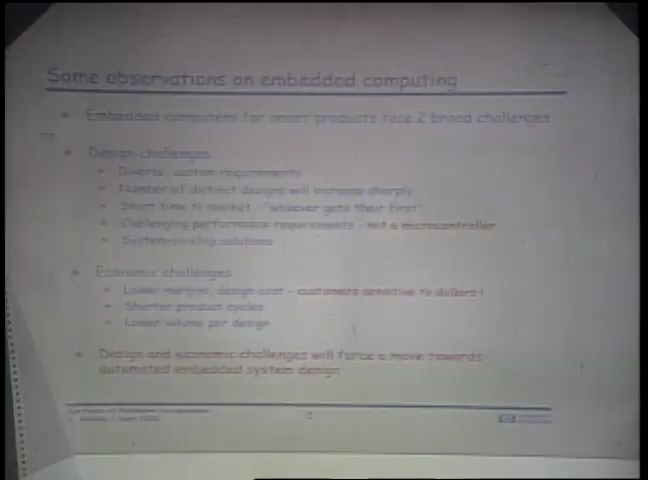 Some observations on embedded computing
Embedded computers for smart products face 2 broad challenges
Design challenges
Diverse, custom requirements
Number of distinct designs will increase sharply
Short time to market - "whoever gets their first"
Challenging performance requirements - not a microcontroller
Systems-on-chip solutions
Economic challenges
Lower margins, design cost - customers sensitive to dollars!
Shorter product cycles
Lower volume per design
Design and economic challenges will force a move towards
automated embedded system design